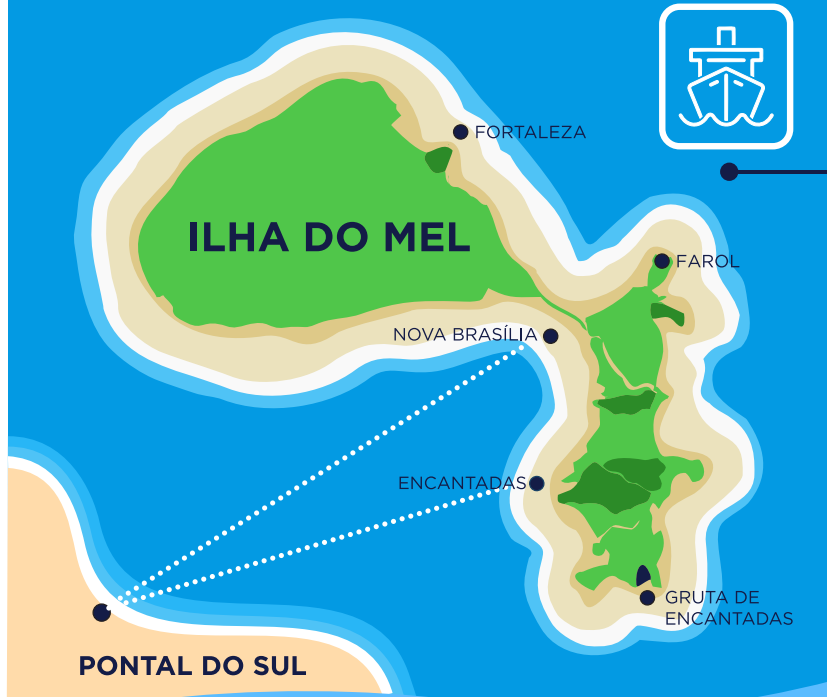 FORTALEZA
ILHA DO MEL
FAROL
NOVA BRASÍLIA
ENCANTADAS
GRUTA DE
ENCANTADAS
PONTAL DO SUL